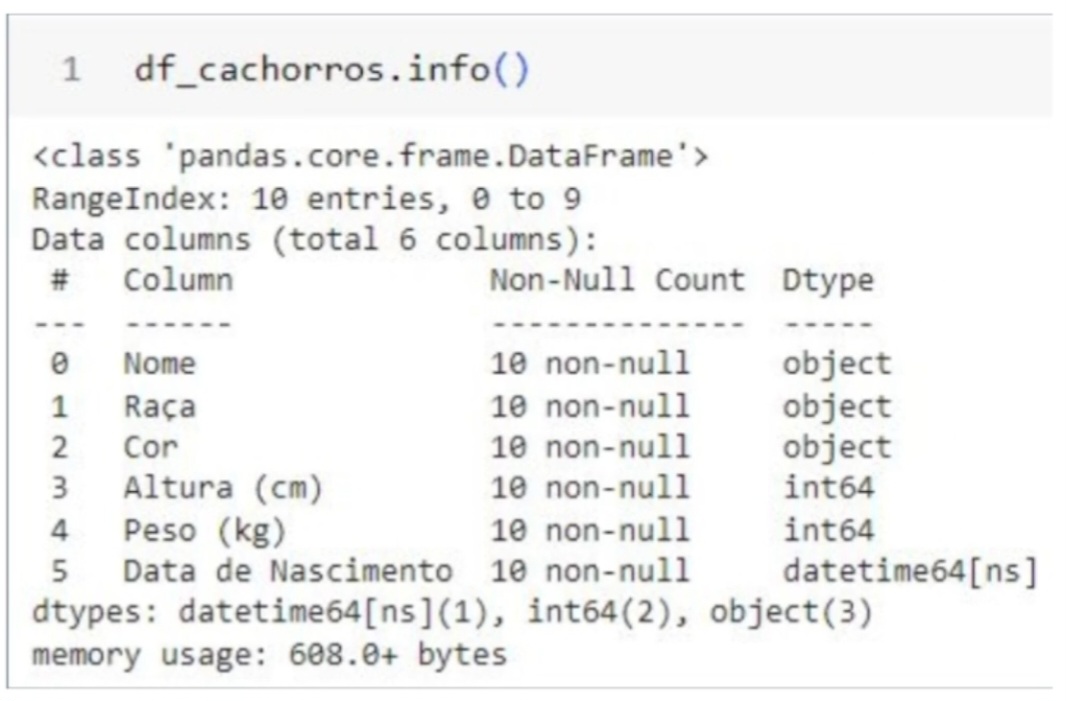 1 df_cachorros.info()
<class 'pandas.core.frame.DataFrame'>
RangeIndex: 10 entries, 0 to 9
Data columns (total 6 columns):
 #   Column              Non-Null Count  Dtype
---  ------              --------------  -----
 0   Nome                10 non-null     object
 1   Raça                10 non-null     object
 2   Cor                 10 non-null     object
 3   Altura (cm)         10 non-null     int64
 4   Peso (kg)           10 non-null     int64
 5   Data de Nascimento  10 non-null     datetime64[ns]
dtypes: datetime64[ns](1), int64(2), object(3)
memory usage: 608.0+ bytes